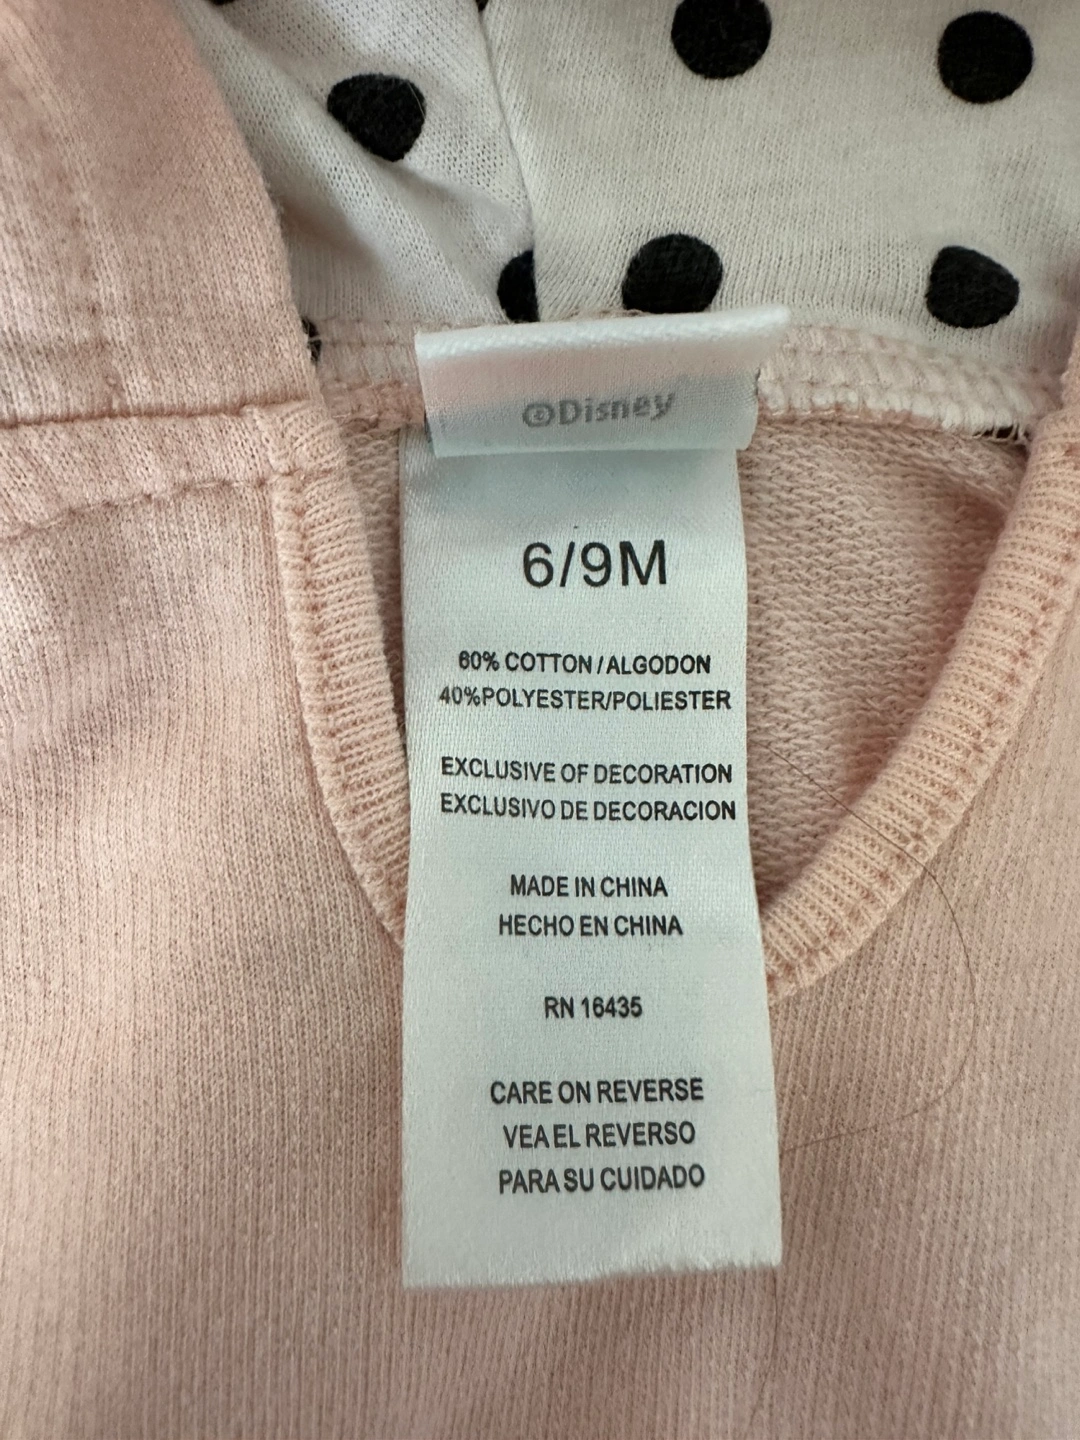 ©Disney
6/9M
60% COTTON/ALGODON
40%POLYESTER/POLIESTER
EXCLUSIVE OF DECORATION
EXCLUSIVO DE DECORACION
MADE IN CHINA
HECHO EN CHINA
RN 16435
CARE ON REVERSE
VEA EL REVERSO
PARA SU CUIDADO